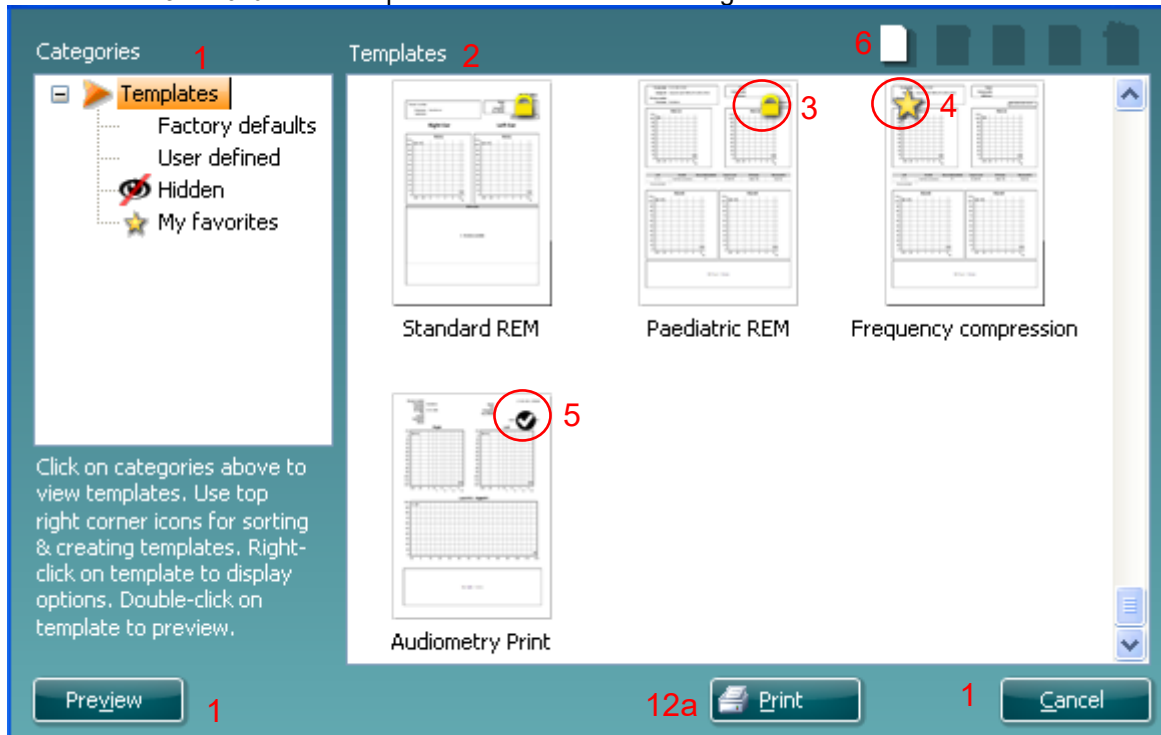 Categories 1
Templates 2
6
Templates
Factory defaults
User defined
Hidden
My favorites
3
4
Standard REM
Paediatric REM
Frequency compression
5
Audiometry Print
Click on categories above to
view templates. Use top
right corner icons for sorting
& creating templates. Right-
click on template to display
options. Double-click on
template to preview.
Preview 1
12a Print
1 Cancel